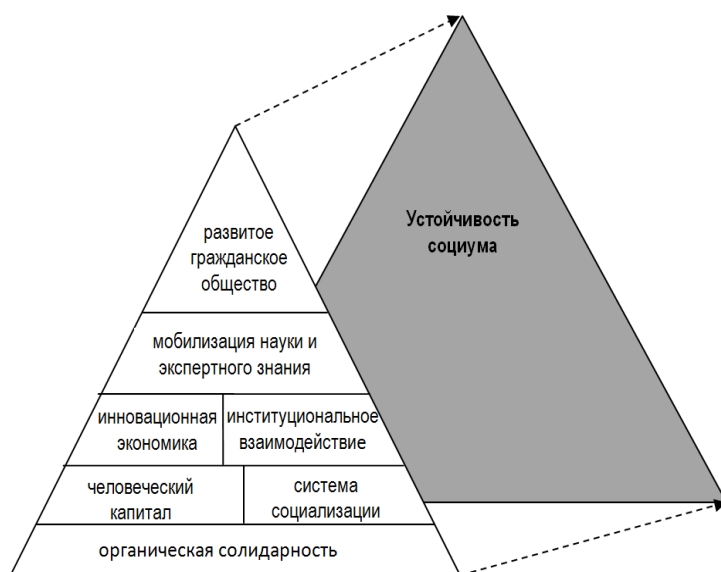 Устойчивость
социума
развитое
гражданское
общество
мобилизация науки и
экспертного знания
инновационная
экономика
институциональное
взаимодействие
человеческий
капитал
система
социализации
органическая солидарность